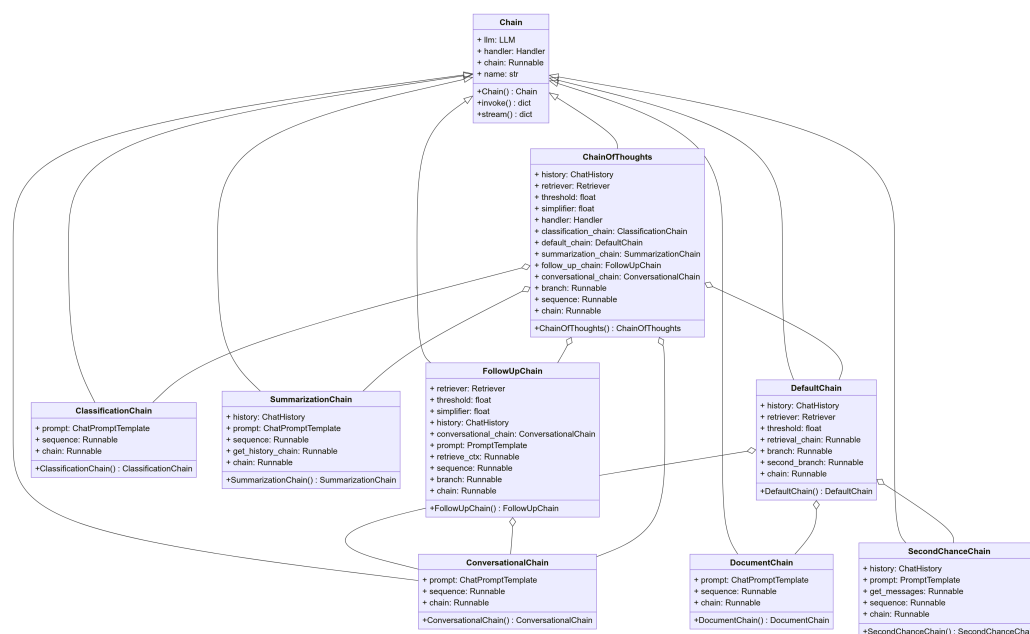 Chain
+ llm: LLM
+ handler: Handler
+ chain: Runnable
+ name: str
+Chain() : Chain
+invoke() : dict
+stream() : dict
ChainOfThoughts
+ history: ChatHistory
+ retriever: Retriever
+ threshold: float
+ simplifier: float
+ handler: Handler
+ classification_chain: ClassificationChain
+ default_chain: DefaultChain
+ summarization_chain: SummarizationChain
+ follow_up_chain: FollowUpChain
+ conversational_chain: ConversationalChain
+ branch: Runnable
+ sequence: Runnable
+ chain: Runnable
+ChainOfThoughts() : ChainOfThoughts
ClassificationChain
+ prompt: ChatPromptTemplate
+ sequence: Runnable
+ chain: Runnable
+ClassificationChain() : ClassificationChain
SummarizationChain
+ history: ChatHistory
+ prompt: ChatPromptTemplate
+ sequence: Runnable
+ get_history_chain: Runnable
+ chain: Runnable
+SummarizationChain() : SummarizationChain
FollowUpChain
+ retriever: Retriever
+ threshold: float
+ simplifier: float
+ history: ChatHistory
+ conversational_chain: ConversationalChain
+ prompt: PromptTemplate
+ retrieve_ctx: Runnable
+ sequence: Runnable
+ branch: Runnable
+ chain: Runnable
+FollowUpChain() : FollowUpChain
DefaultChain
+ history: ChatHistory
+ retriever: Retriever
+ threshold: float
+ retrieval_chain: Runnable
+ branch: Runnable
+ second_branch: Runnable
+ chain: Runnable
+DefaultChain() : DefaultChain
ConversationalChain
+ prompt: ChatPromptTemplate
+ sequence: Runnable
+ chain: Runnable
+ConversationalChain() : ConversationalChain
DocumentChain
+ prompt: ChatPromptTemplate
+ sequence: Runnable
+ chain: Runnable
+DocumentChain() : DocumentChain
SecondChanceChain
+ history: ChatHistory
+ prompt: PromptTemplate
+ get_messages: Runnable
+ sequence: Runnable
+ chain: Runnable
+SecondChanceChain() : SecondChanceCha